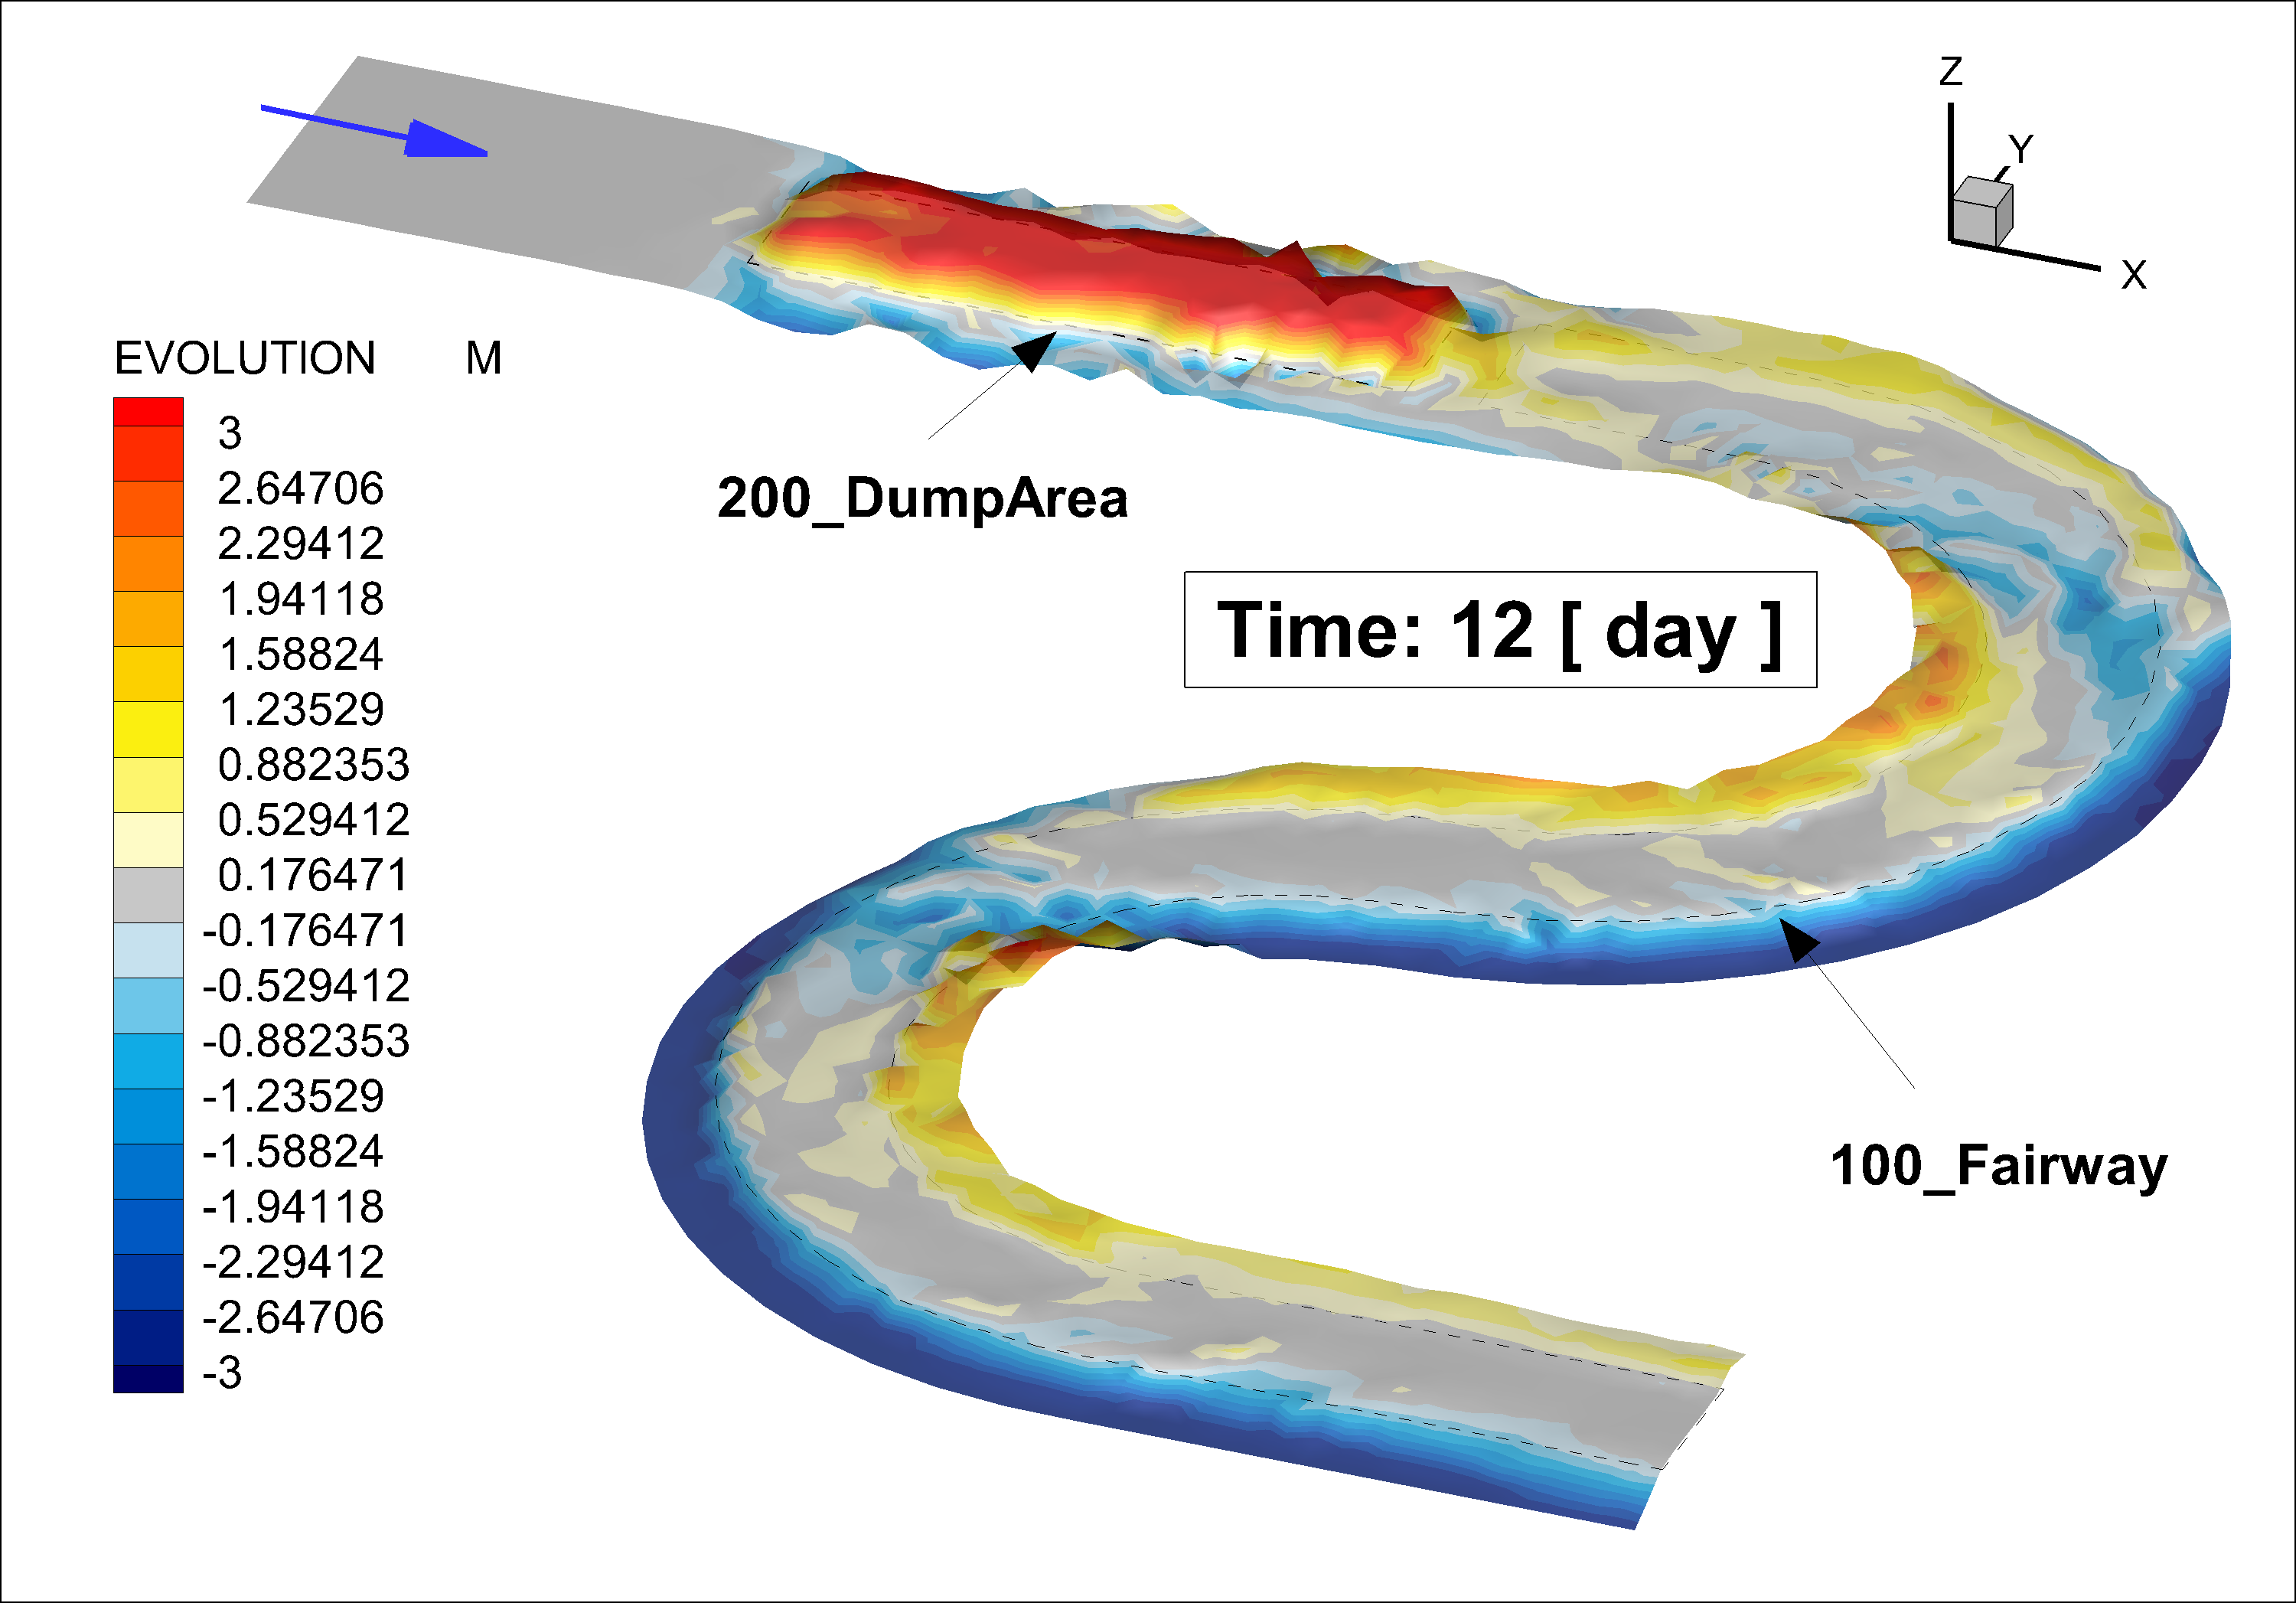 Z
Y
X
EVOLUTION M
3
2.64706
2.29412
1.94118
1.58824
1.23529
0.882353
0.529412
0.176471
-0.176471
-0.529412
-0.882353
-1.23529
-1.58824
-1.94118
-2.29412
-2.64706
-3
200_DumpArea
Time: 12 [ day ]
100_Fairway